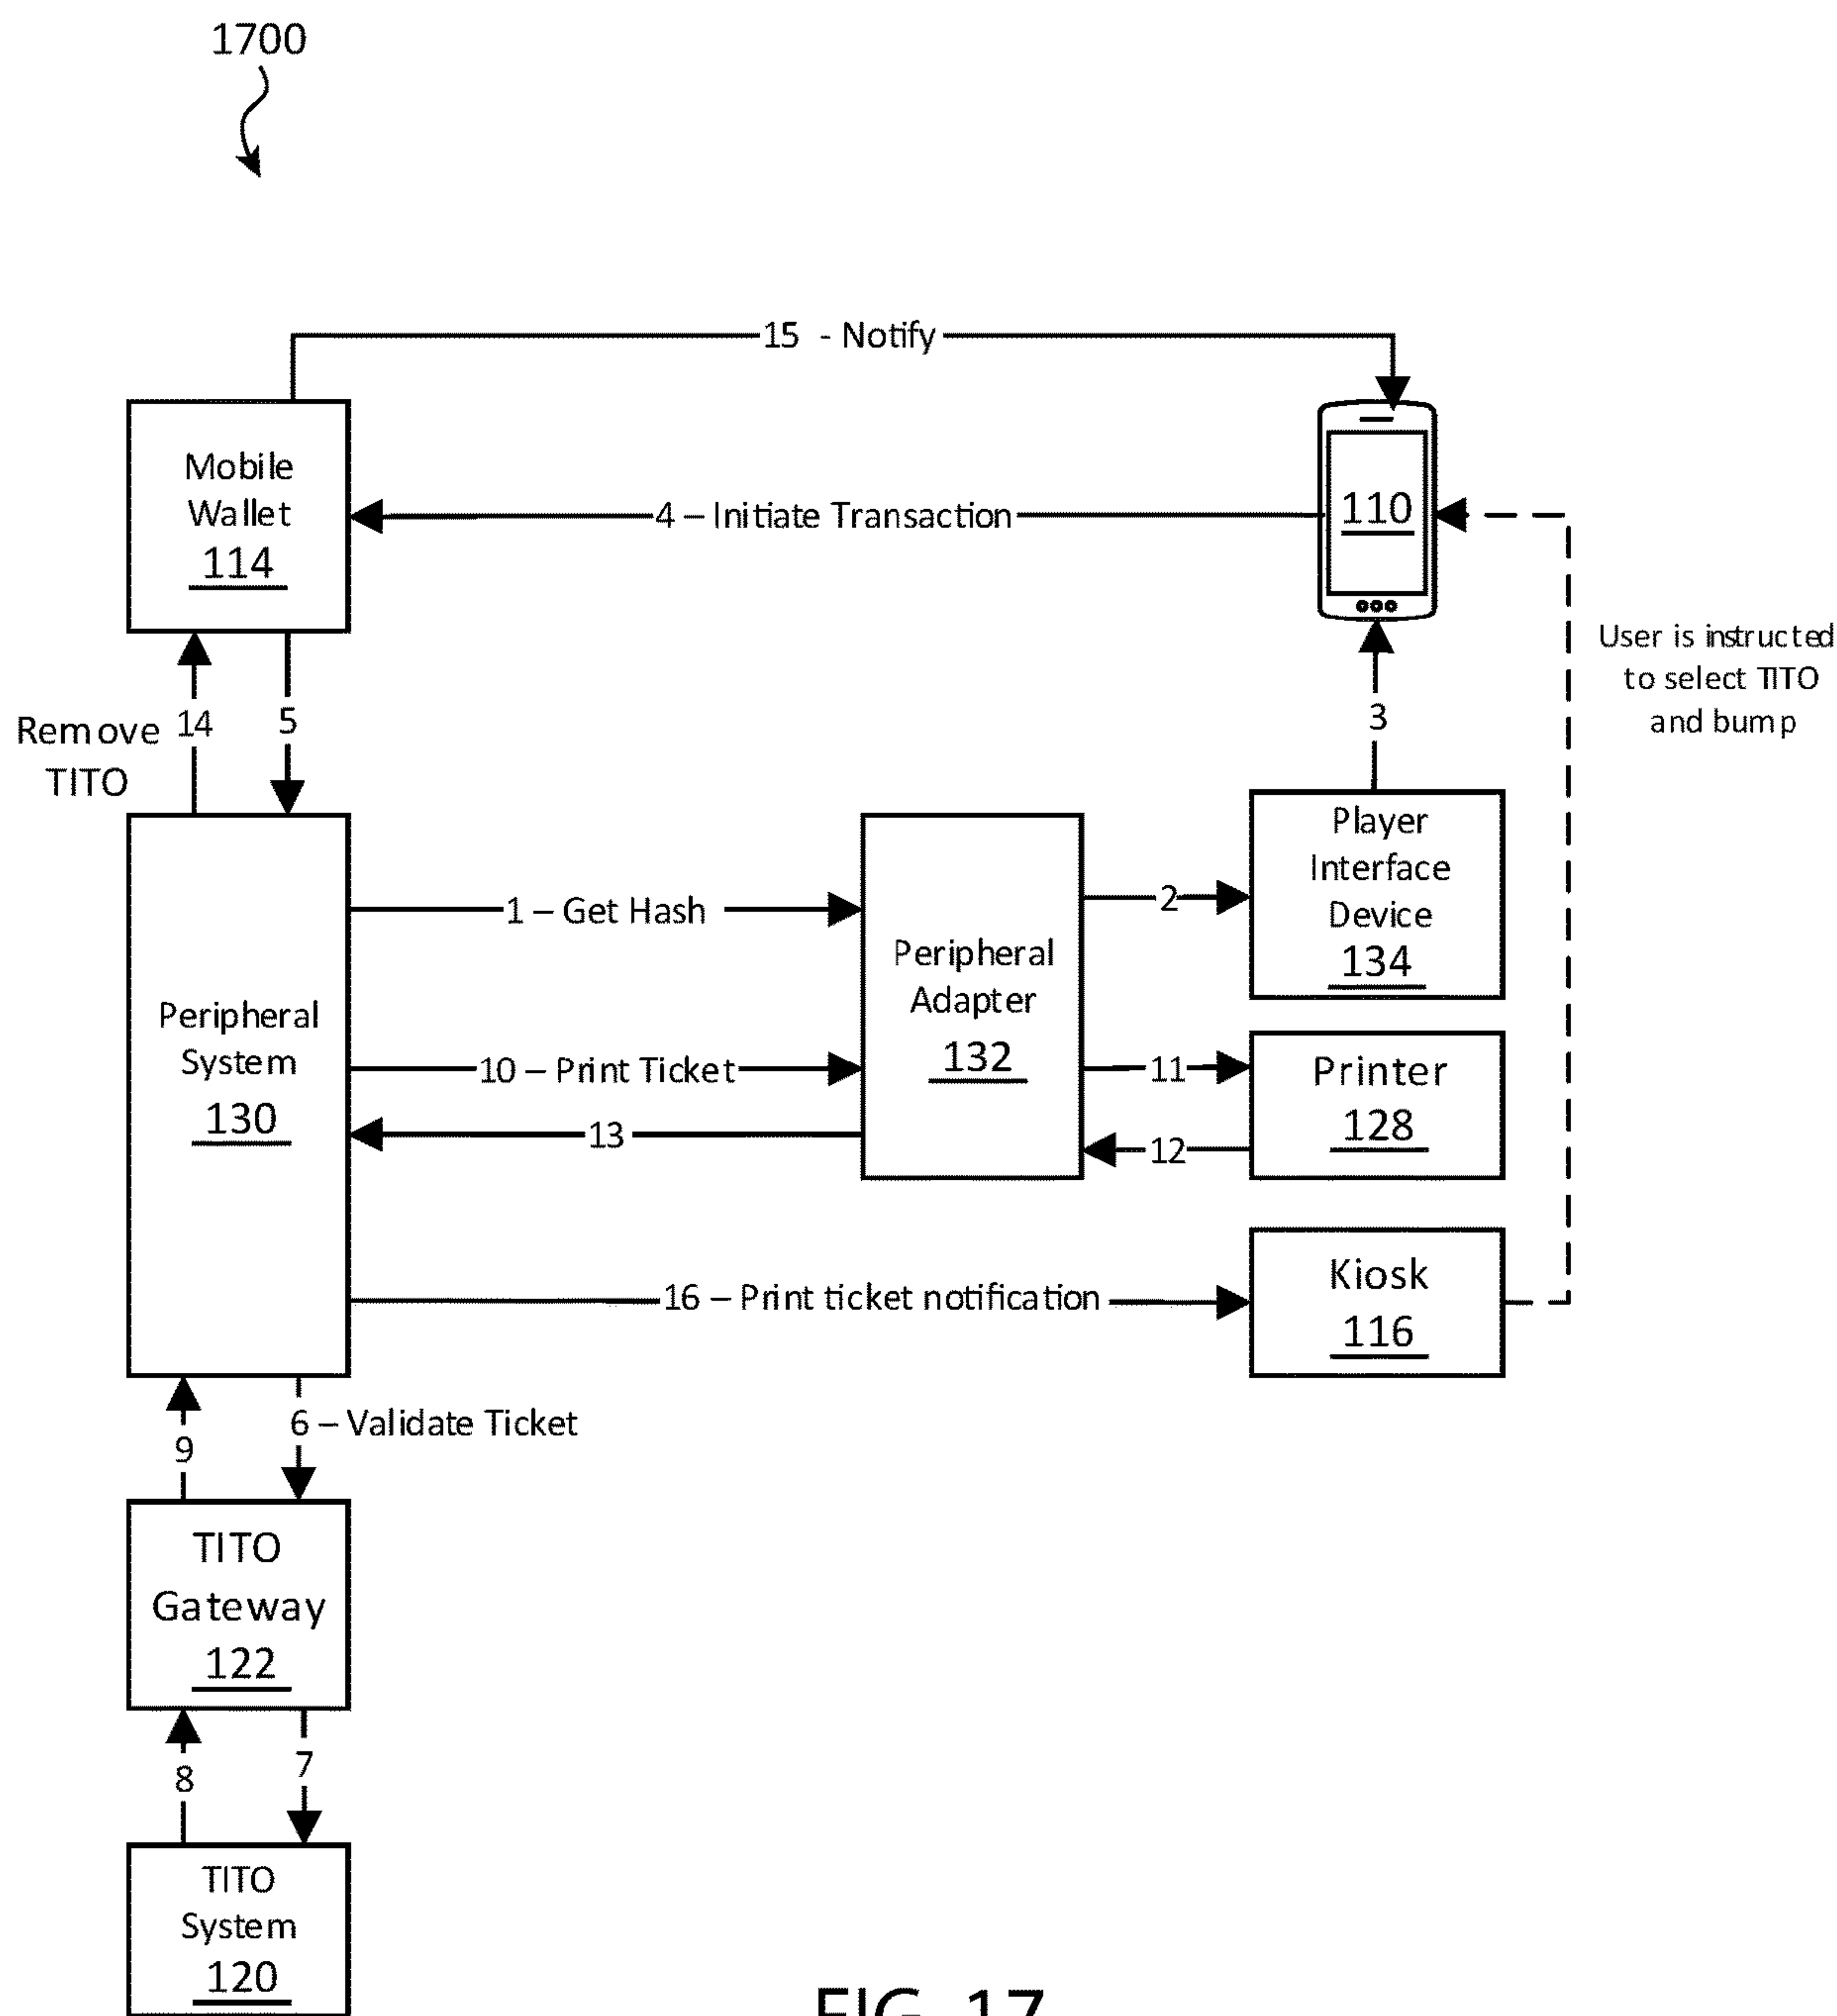 1700
15 - Notify
Mobile
Wallet
114
4 – Initiate Transaction
110
User is instructed
to select TITO
and bump
Remove
TITO
14
5
3
Player
Interface
Device
134
1 – Get Hash
2
Peripheral
Adapter
132
Peripheral
System
130
10 – Print Ticket
11
Printer
128
13
12
16 – Print ticket notification
Kiosk
116
9
6 – Validate Ticket
TITO
Gateway
122
8
7
TITO
System
120
FIG. 17